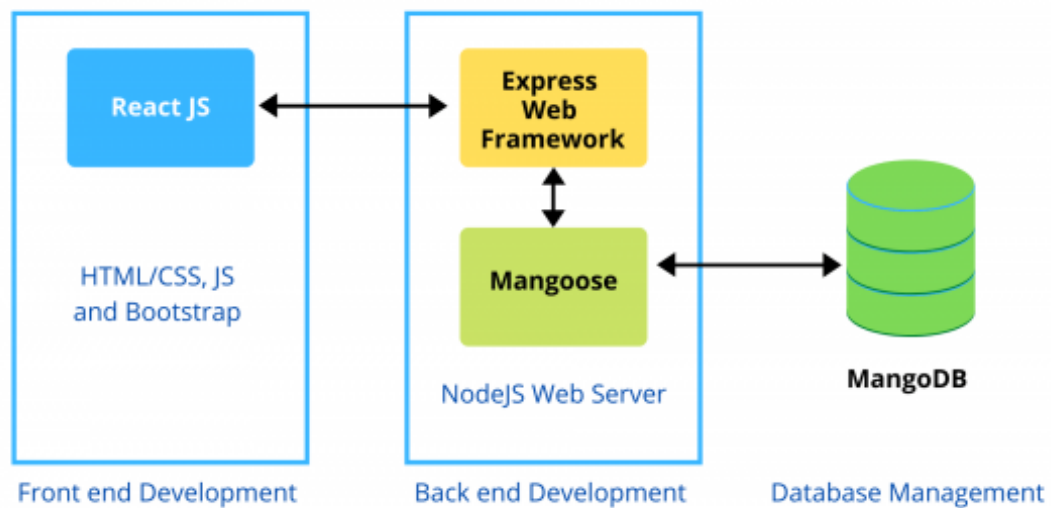 React JS
HTML/CSS, JS
and Bootstrap
Front end Development
Express
Web
Framework
Mangoose
NodeJS Web Server
Back end Development
MangoDB
Database Management